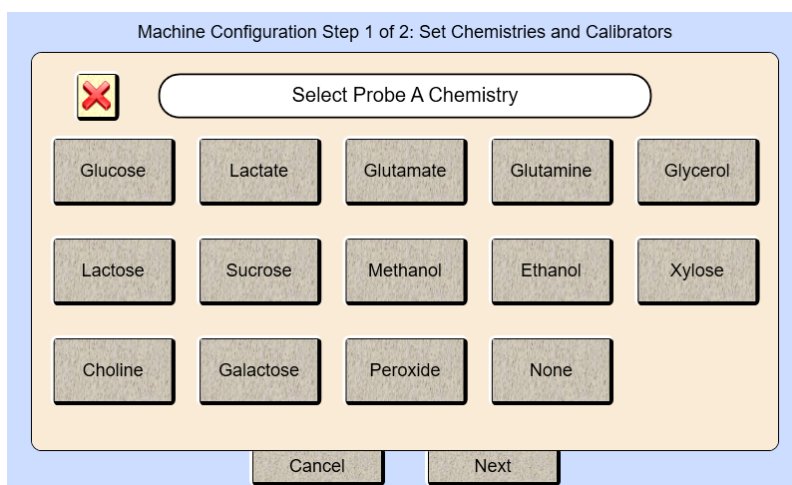 Machine Configuration Step 1 of 2: Set Chemistries and Calibrators
Select Probe A Chemistry
Glucose Lactate Glutamate Glutamine Glycerol
Lactose Sucrose Methanol Ethanol Xylose
Choline Galactose Peroxide None
Cancel Next